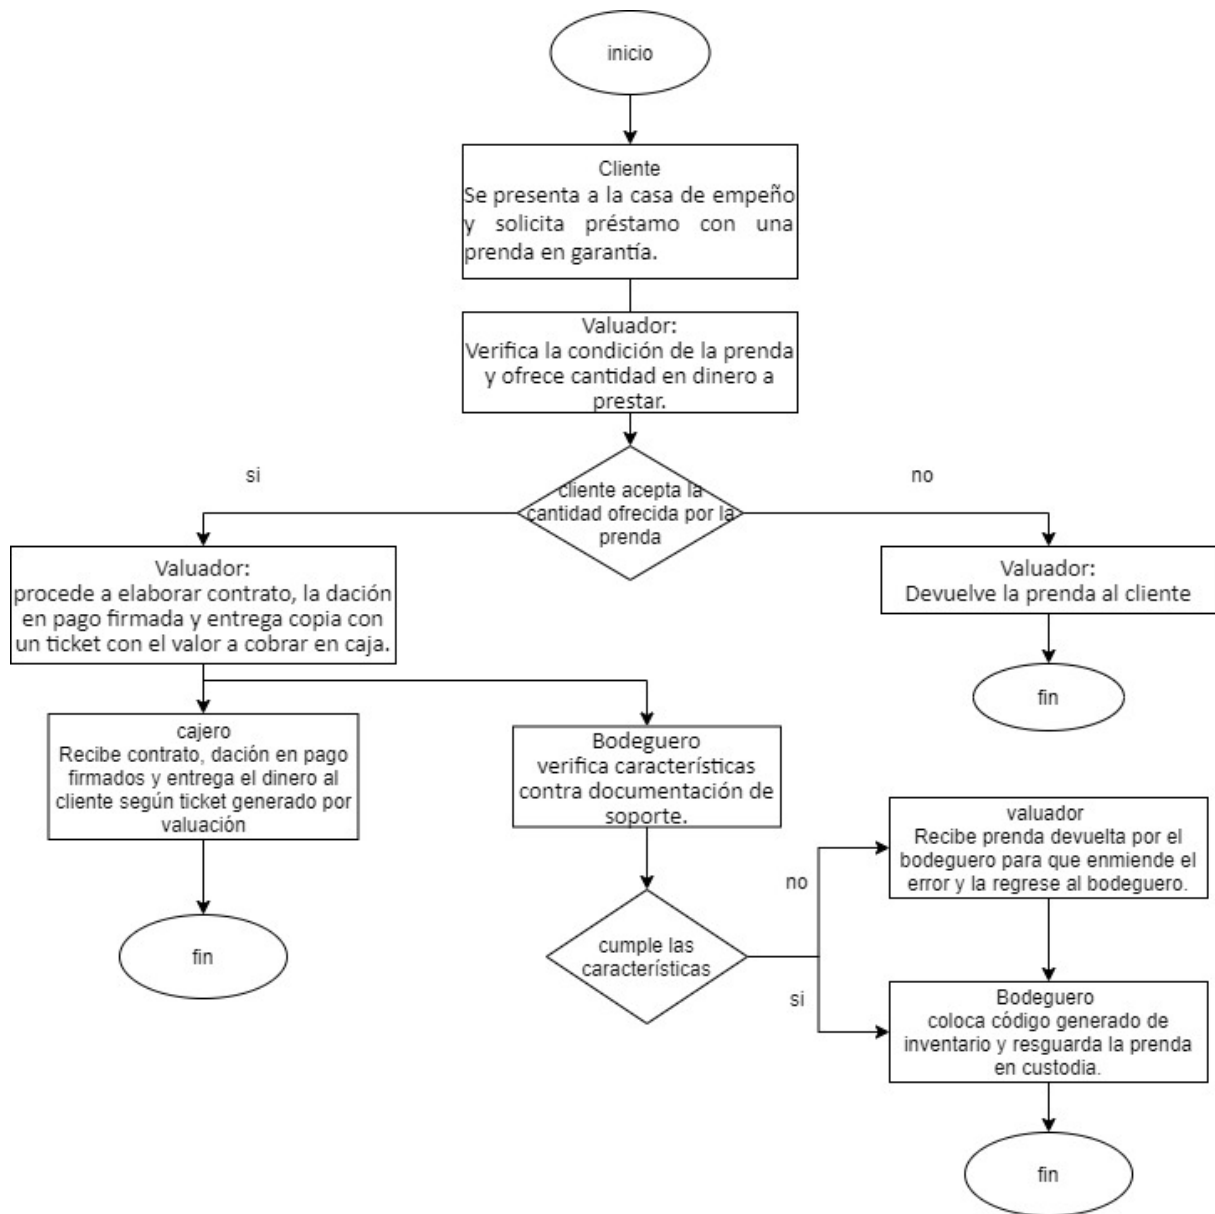 inicio
Cliente
Se presenta a la casa de empeño
y solicita préstamo con una
prenda en garantía.
Valuador:
Verifica la condición de la prenda
y ofrece cantidad en dinero a
prestar.
si
no
cliente acepta la
cantidad ofrecida por la
prenda
Valuador:
procede a elaborar contrato, la dación
en pago firmada y entrega copia con
un ticket con el valor a cobrar en caja.
Valuador:
Devuelve la prenda al cliente
fin
cajero
Recibe contrato, dación en pago
firmados y entrega el dinero al
cliente según ticket generado por
valuación
Bodeguero
verifica características
contra documentación de
soporte.
valuador
Recibe prenda devuelta por el
bodeguero para que enmiende el
error y la regrese al bodeguero.
no
cumple las
características
si
fin
Bodeguero
coloca código generado de
inventario y resguarda la prenda
en custodia.
fin